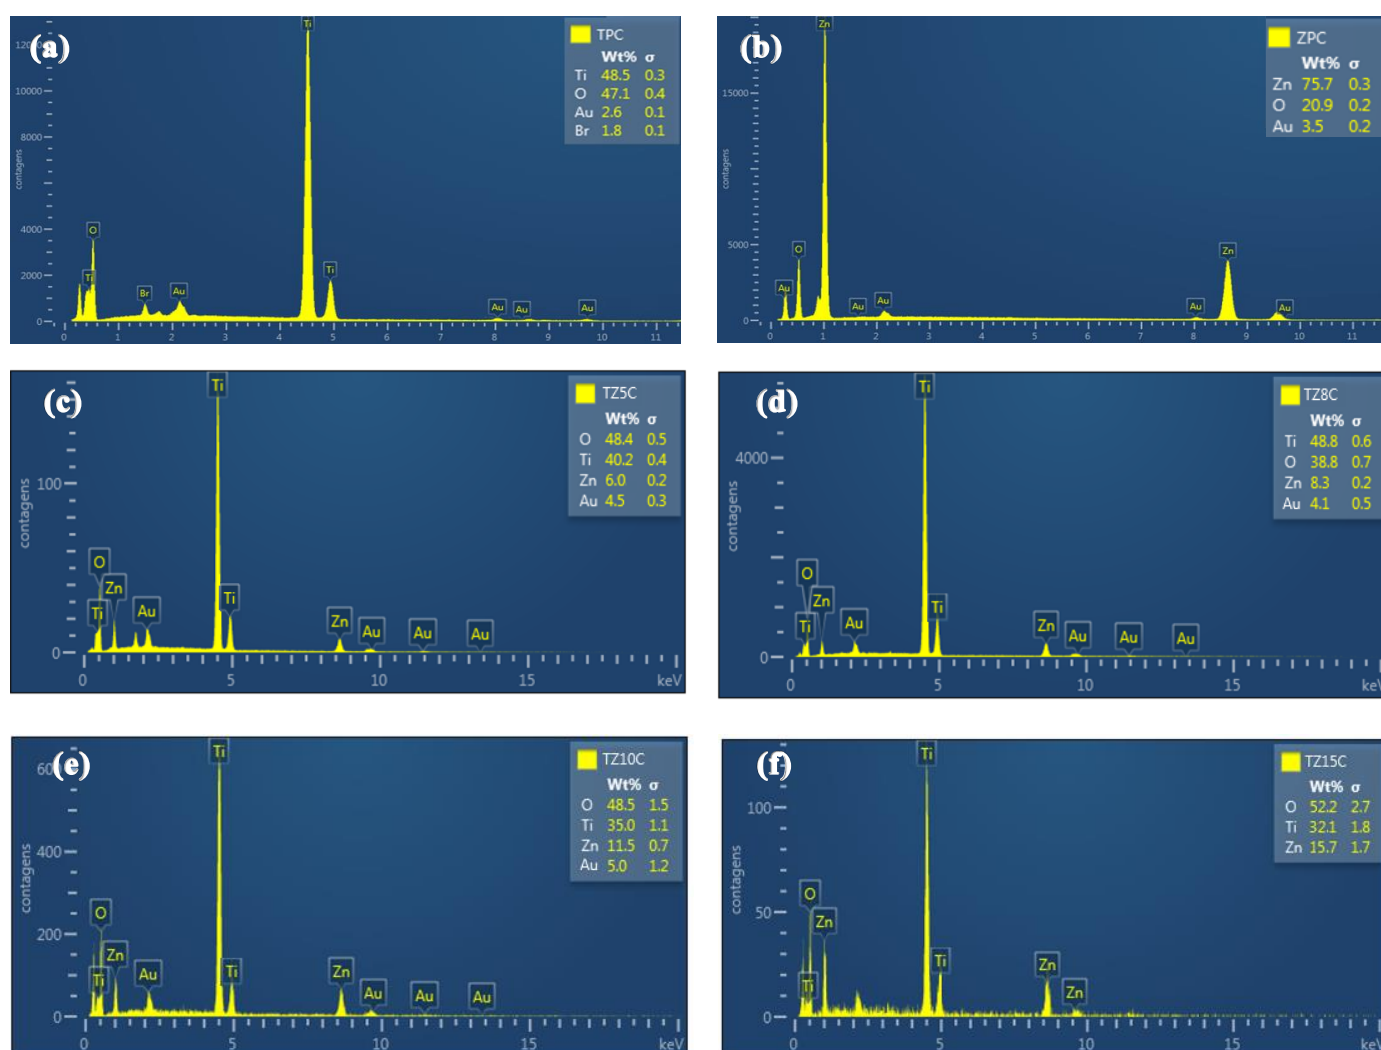 (a)
TPC
Wt% σ
Ti 48.5 0.3
O 47.1 0.4
Au 2.6 0.1
Br 1.8 0.1
10000
8000
4000
2000
0
contagens
Ti
O
Ti
Br
Au
Ti
Au
Au
Au
0 1 2 3 4 5 6 7 8 9 10 11
(b)
ZPC
Wt% σ
Zn 75.7 0.3
O 20.9 0.2
Au 3.5 0.2
15000
5000
0
contagens
Zn
O
Au
Au
Au
Zn
Au
Au
0 1 2 3 4 5 6 7 8 9 10 11
(c)
TZ5C
Wt% σ
O 48.4 0.5
Ti 40.2 0.4
Zn 6.0 0.2
Au 4.5 0.3
100
0
contagens
Ti
O
Zn
Ti
Au
Ti
Zn
Au
Au
Au
0 5 10 15 keV
(d)
TZ8C
Wt% σ
Ti 48.8 0.6
O 38.8 0.7
Zn 8.3 0.2
Au 4.1 0.5
4000
0
contagens
Ti
O
Zn
Ti
Au
Ti
Zn
Au
Au
Au
0 5 10 15
(e)
TZ10C
Wt% σ
O 48.5 1.5
Ti 35.0 1.1
Zn 11.5 0.7
Au 5.0 1.2
400
200
0
contagens
Ti
O
Zn
Ti
Au
Ti
Zn
Au
Au
Au
0 5 10 15 keV
(f)
TZ15C
Wt% σ
O 52.2 2.7
Ti 32.1 1.8
Zn 15.7 1.7
100
50
0
contagens
Ti
O
Zn
Ti
Ti
Zn
Zn
0 5 10 15 keV